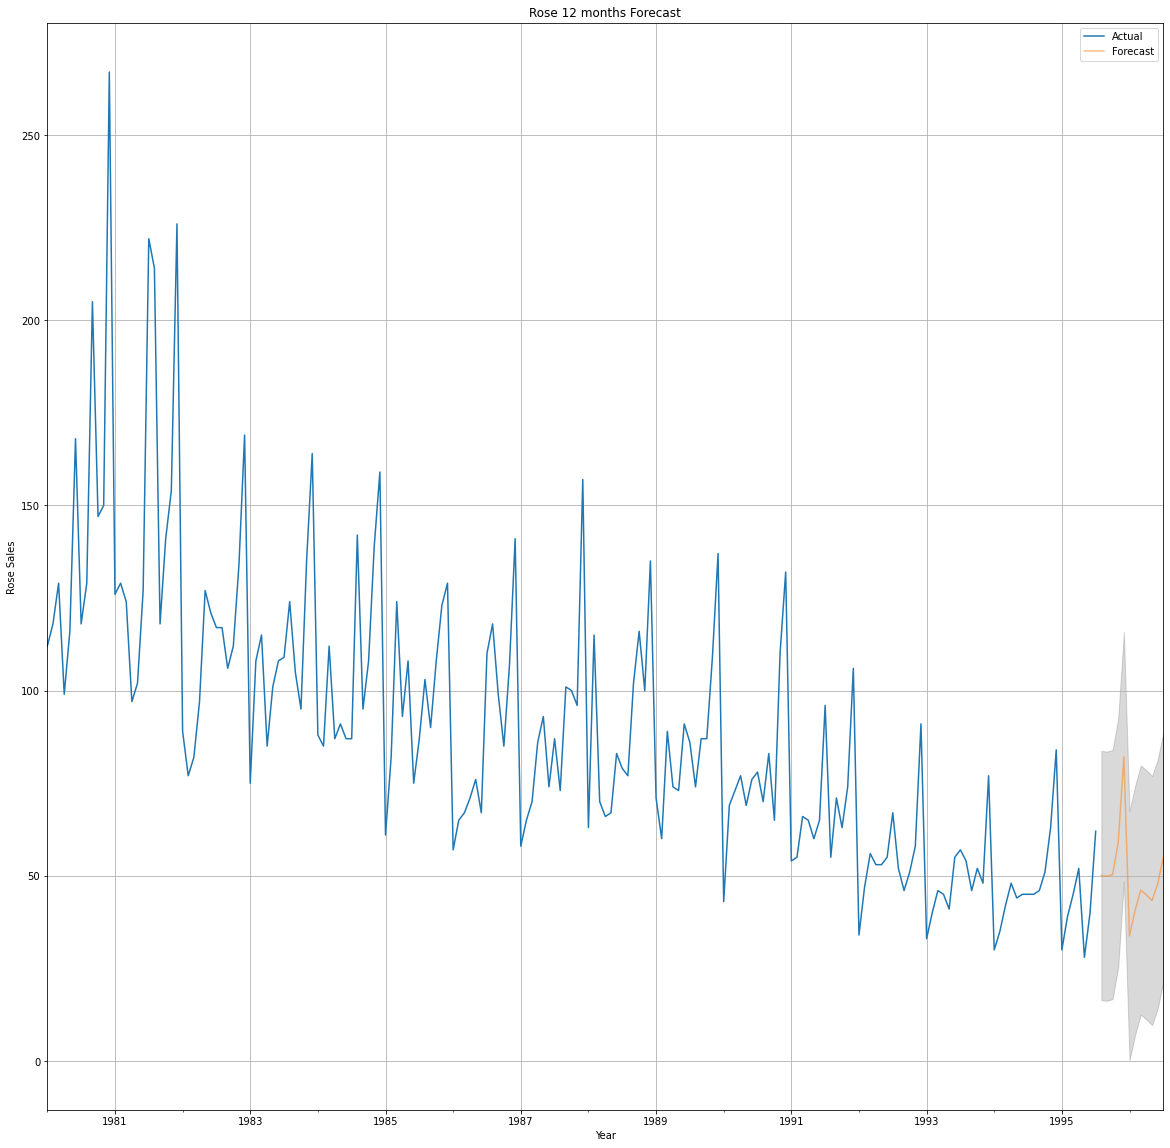 Rose 12 months Forecast
Actual
Forecast
250
200
150
100
50
0
Rose Sales
1981 1983 1985 1987 1989 1991 1993 1995
Year